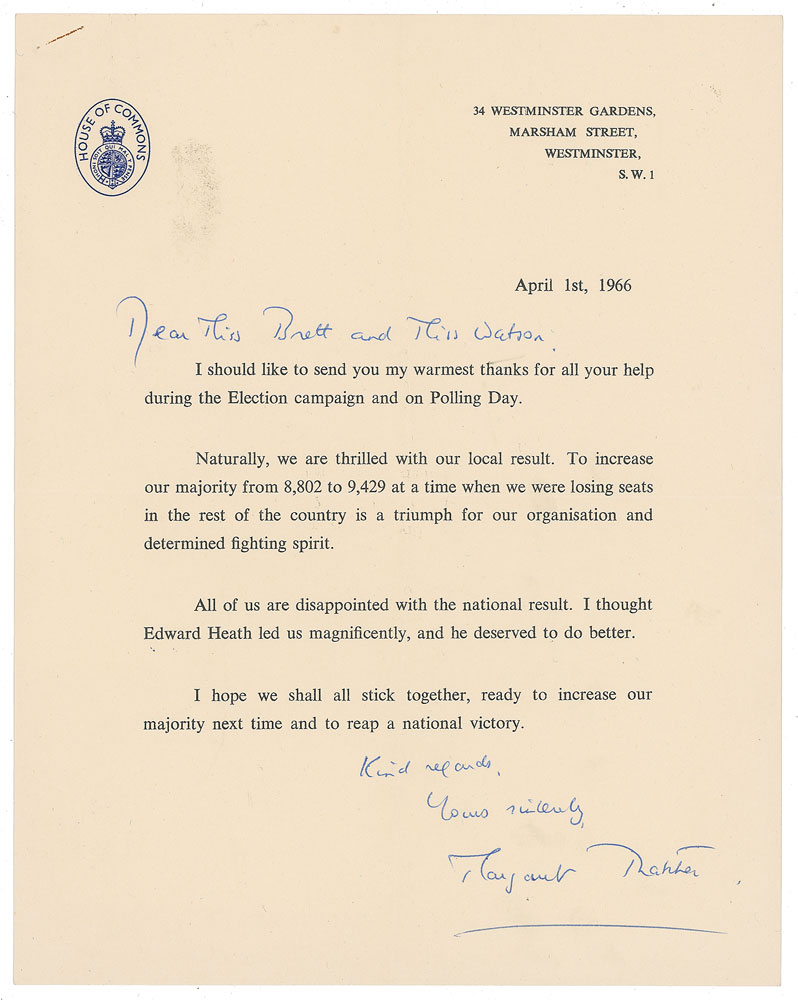 HOUSE OF COMMONS
HONI SOIT QUI MAL Y PENSE
34 WESTMINSTER GARDENS,
MARSHAM STREET,
WESTMINSTER,
S.W.1
April 1st, 1966
Dear Miss Brett and Miss Watson,
I should like to send you my warmest thanks for all your help
during the Election campaign and on Polling Day.
Naturally, we are thrilled with our local result. To increase
our majority from 8,802 to 9,429 at a time when we were losing seats
in the rest of the country is a triumph for our organisation and
determined fighting spirit.
All of us are disappointed with the national result. I thought
Edward Heath led us magnificently, and he deserved to do better.
I hope we shall all stick together, ready to increase our
majority next time and to reap a national victory.
Kind regards,
Yours sincerely,
Margaret Thatcher